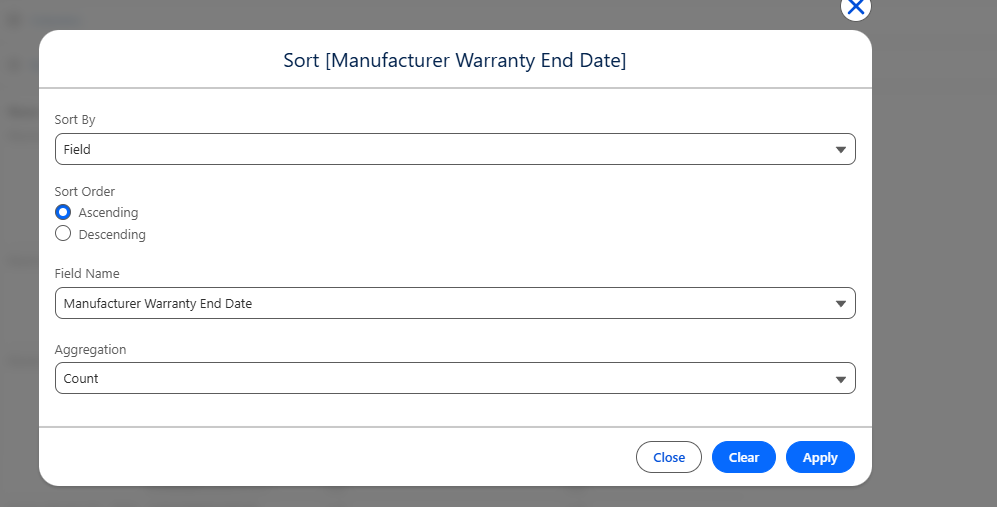 Sort [Manufacturer Warranty End Date]
Sort By
Field
Sort Order
Ascending
Descending
Field Name
Manufacturer Warranty End Date
Aggregation
Count
Close Clear Apply